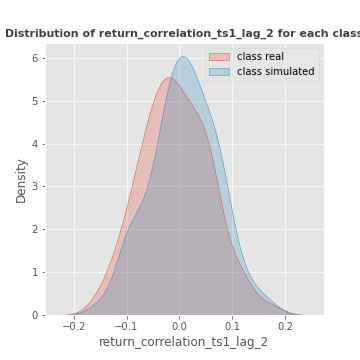 Distribution of return_correlation_ts1_lag_2 for each class
class real
class simulated
6
5
4
3
2
1
0
Density
−0.2 −0.1 0.0 0.1 0.2
return_correlation_ts1_lag_2